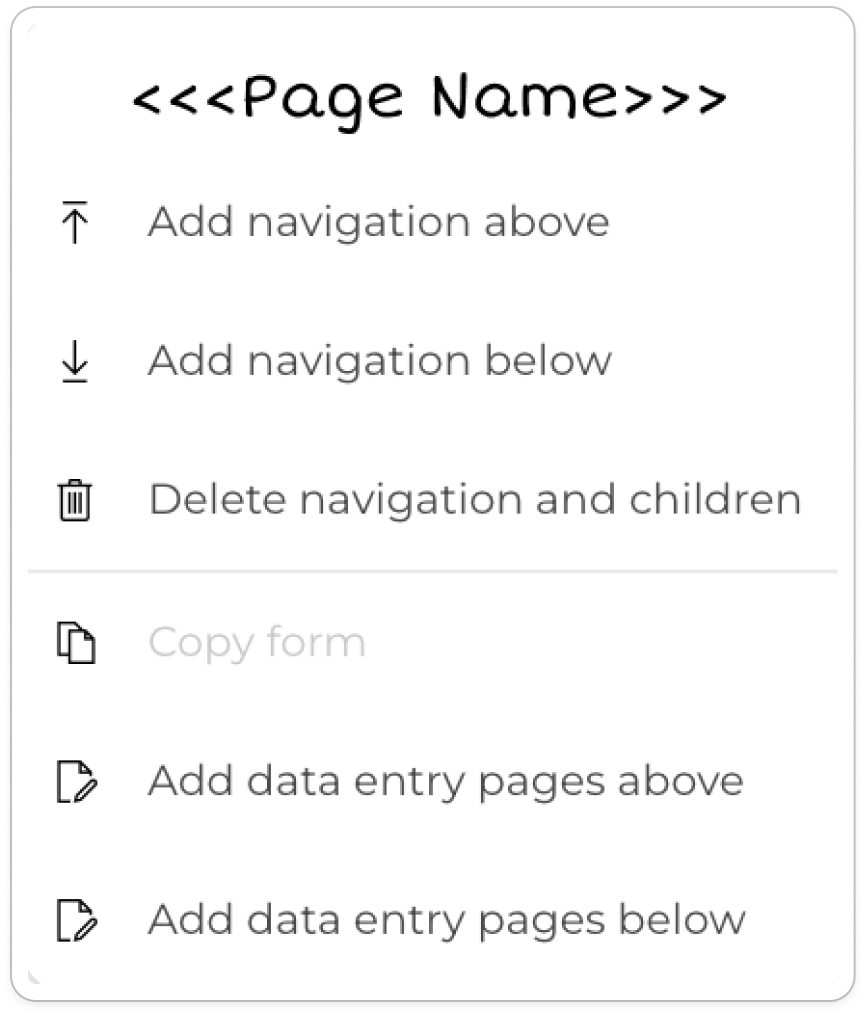 <<<Page Name>>>
Add navigation above
Add navigation below
Delete navigation and children
Copy form
Add data entry pages above
Add data entry pages below